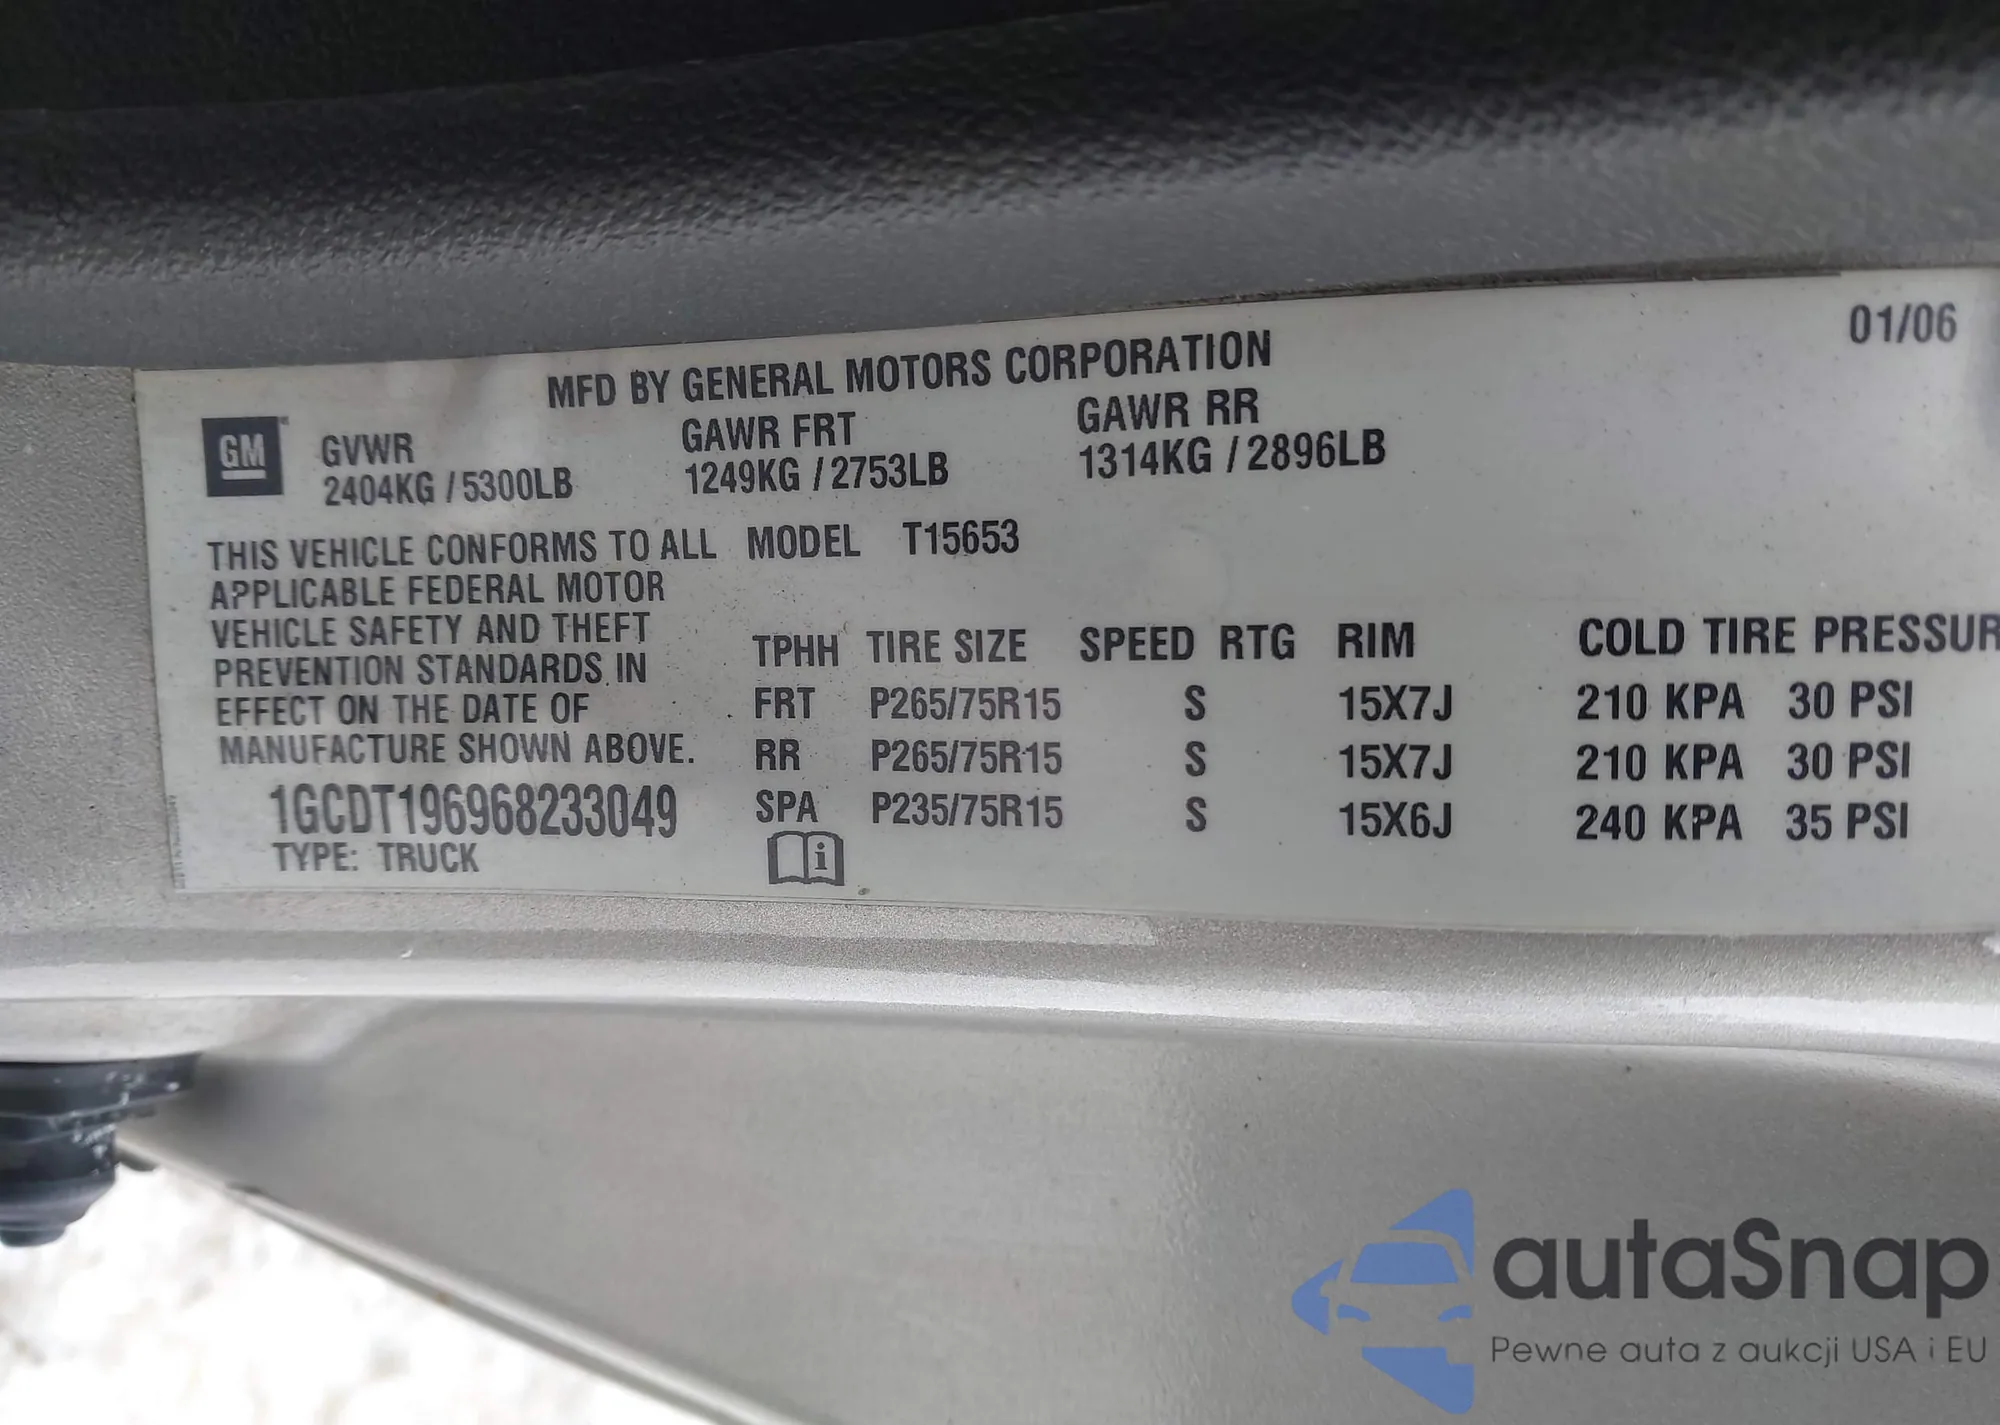 01/06
MFD BY GENERAL MOTORS CORPORATION
GM GVWR GAWR FRT GAWR RR
2404KG / 5300LB 1249KG / 2753LB 1314KG / 2896LB
THIS VEHICLE CONFORMS TO ALL MODEL T15653
APPLICABLE FEDERAL MOTOR
VEHICLE SAFETY AND THEFT
PREVENTION STANDARDS IN
EFFECT ON THE DATE OF
MANUFACTURE SHOWN ABOVE.
1GCDT196968233049
TYPE: TRUCK
TPHH TIRE SIZE SPEED RTG RIM COLD TIRE PRESSUR
FRT P265/75R15 S 15X7J 210 KPA 30 PSI
RR P265/75R15 S 15X7J 210 KPA 30 PSI
SPA P235/75R15 S 15X6J 240 KPA 35 PSI
i
autaSnap
Pewne auta z aukcji USA i EU